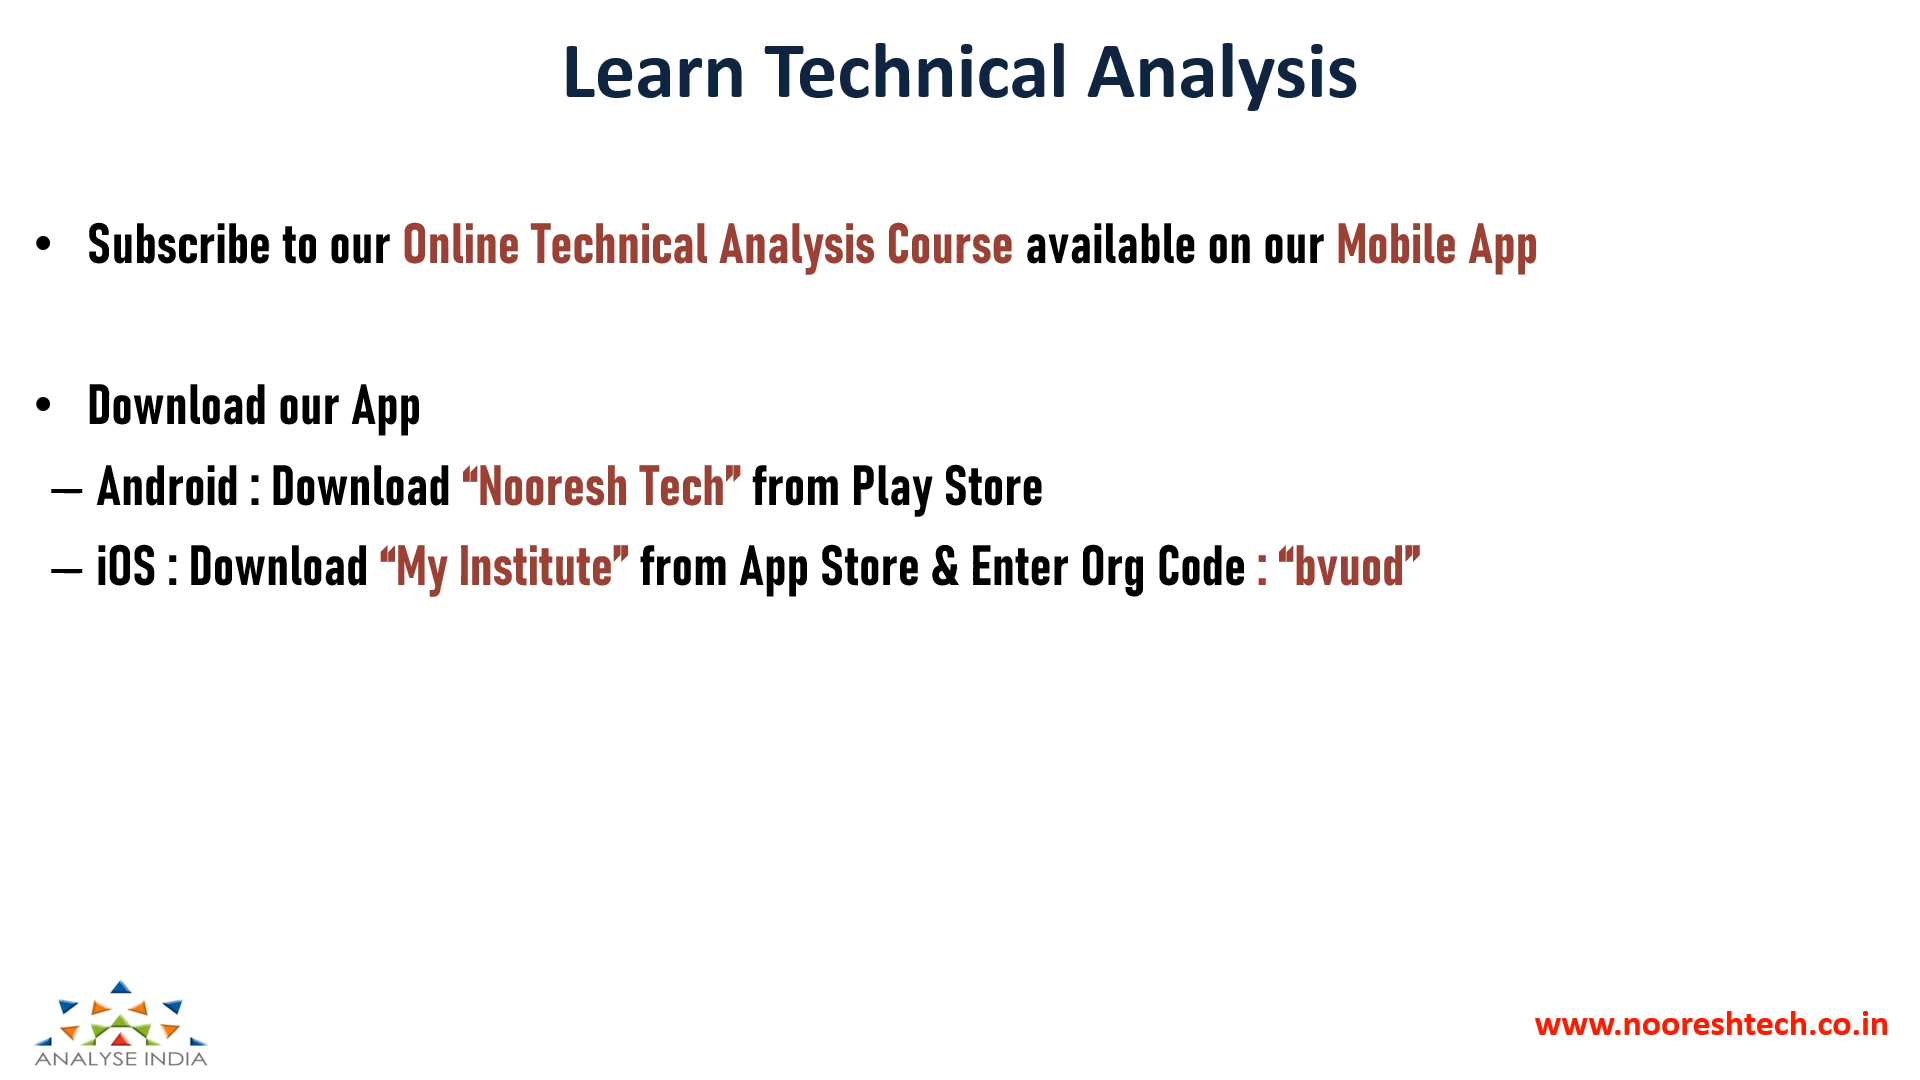 Learn Technical Analysis
• Subscribe to our Online Technical Analysis Course available on our Mobile App
• Download our App
– Android : Download “Nooresh Tech” from Play Store
– iOS : Download “My Institute” from App Store & Enter Org Code : “bvuod”
ANALYSE INDIA
www.nooreshtech.co.in